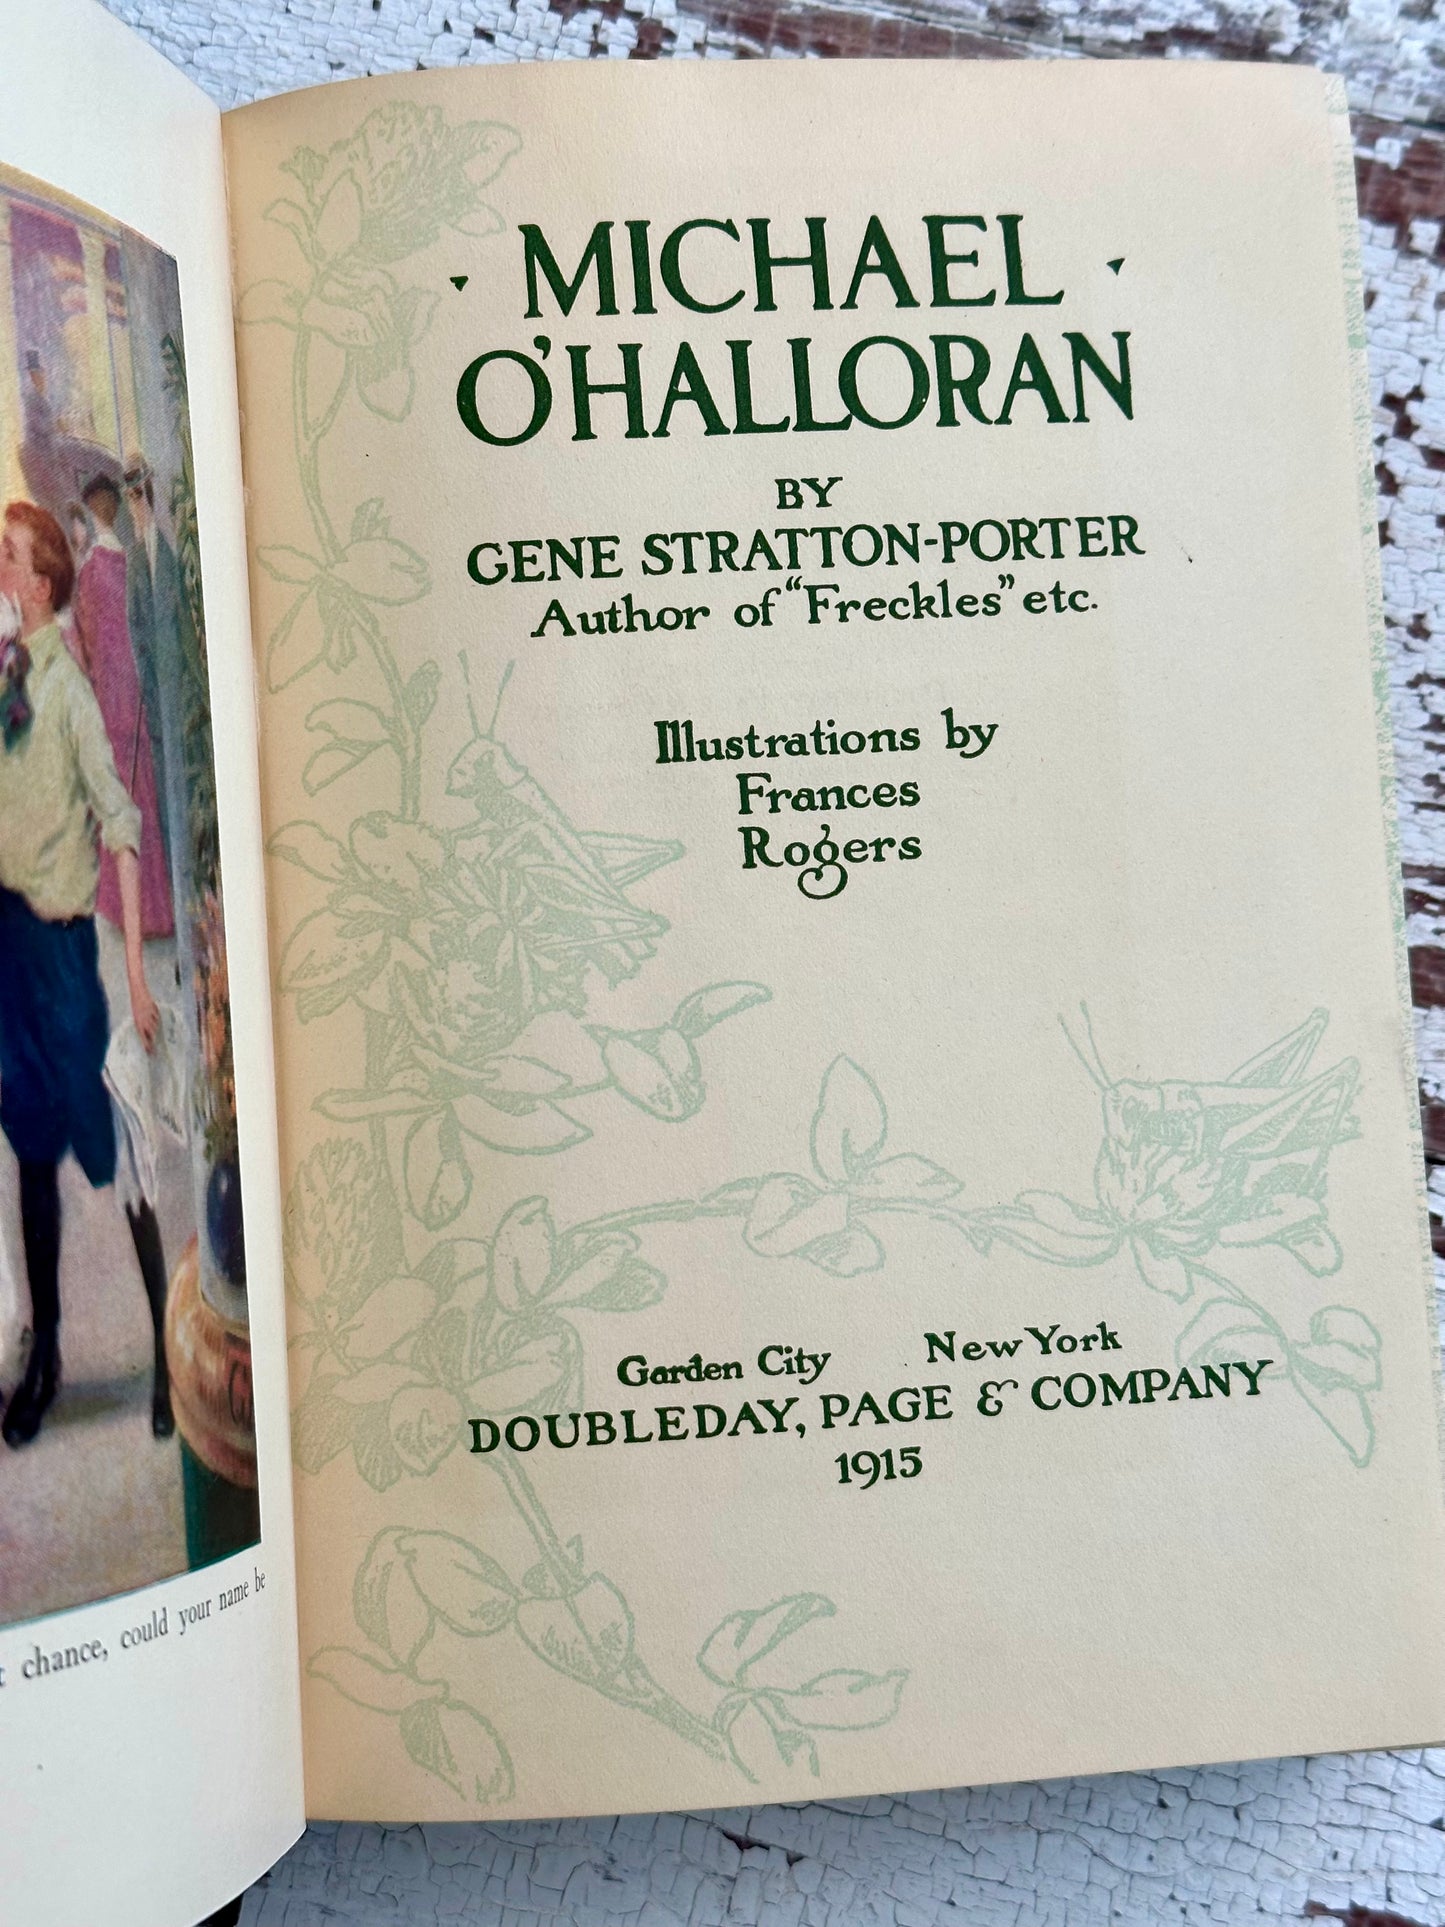 chance, could your name be
MICHAEL
O'HALLORAN
BY
GENE STRATTON-PORTER
Author of "Freckles" etc.
Illustrations by
Frances
Rogers
Garden City New York
DOUBLEDAY, PAGE & COMPANY
1915